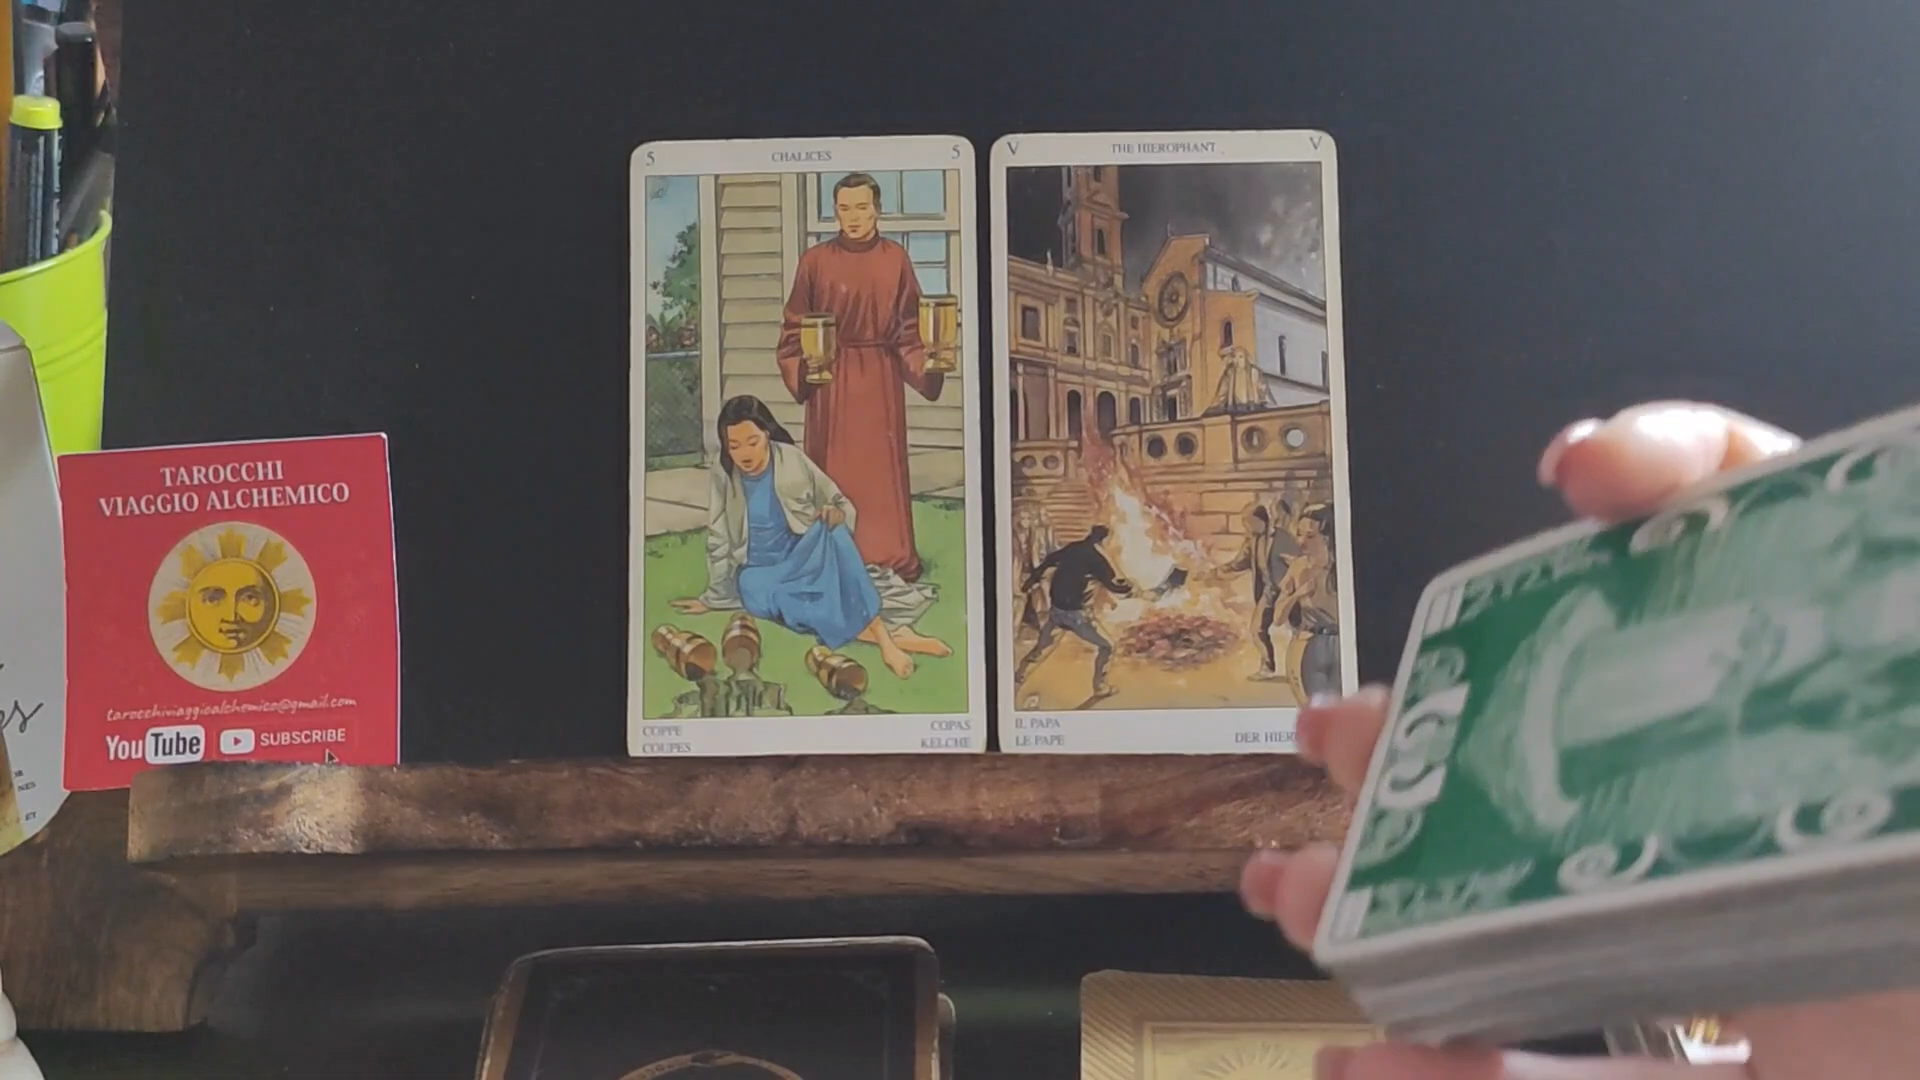 TAROCCHI
VIAGGIO ALCHEMICO
tarocchiviaggioalchemico@gmail.com
YouTube SUBSCRIBE
5 CHALICES 5
COPPE COPAS
COUPES KELCHE
V THE HIEROPHANT V
IL PAPA
LE PAPE DER HIER